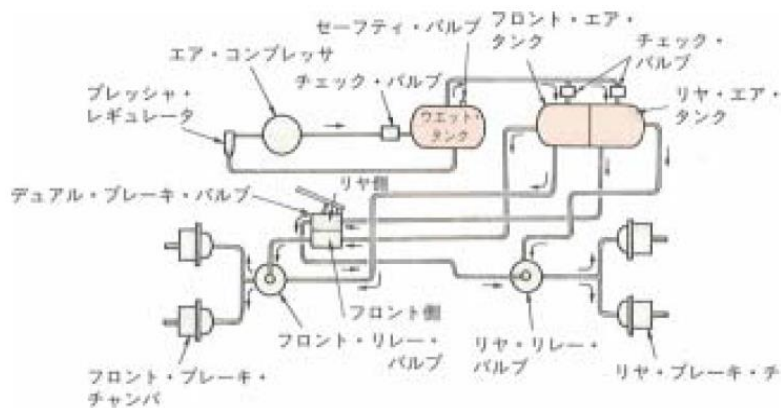 セーフティ・バルブ
フロント・エア・
タンク
エア・コンプレッサ
チェック・
バルブ
チェック・バルブ
プレッシャ・
レギュレータ
ウエット・
タンク
リヤ・エア・
タンク
リヤ側
デュアル・ブレーキ・バルブ
フロント側
フロント・リレー・
バルブ
リヤ・リレー・
バルブ
フロント・ブレーキ・
チャンバ
リヤ・ブレーキ・チ